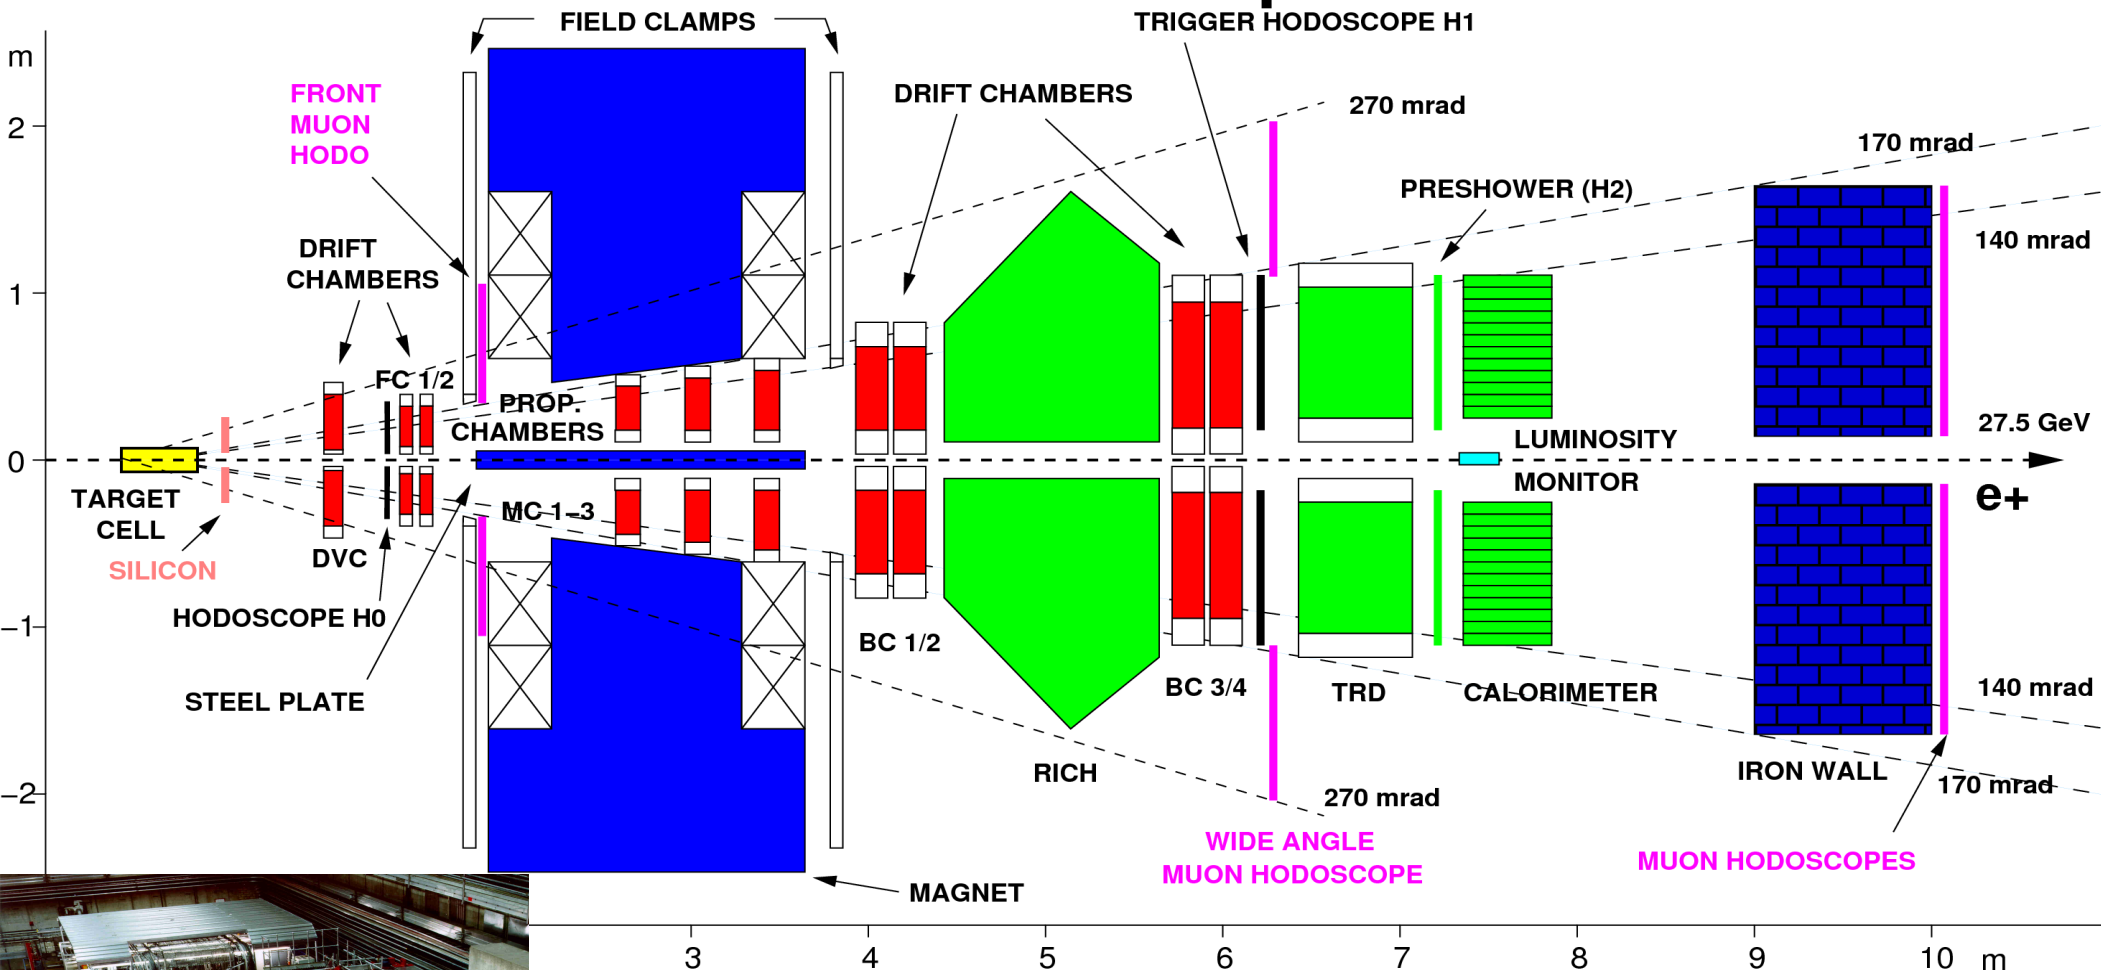 FIELD CLAMPS
TRIGGER HODOSCOPE H1
m
FRONT
MUON
HODO
DRIFT CHAMBERS
270 mrad
2
170 mrad
PRESHOWER (H2)
DRIFT
CHAMBERS
140 mrad
1
FC 1/2
PROP.
CHAMBERS
27.5 GeV
LUMINOSITY
0
MONITOR
TARGET
CELL
e+
MC 1–3
SILICON
DVC
HODOSCOPE H0
–1
BC 1/2
STEEL PLATE
BC 3/4
TRD
CALORIMETER
140 mrad
RICH
IRON WALL
170 mrad
–2
270 mrad
WIDE ANGLE
MUON HODOSCOPE
MUON HODOSCOPES
MAGNET
3 4 5 6 7 8 9 10 m